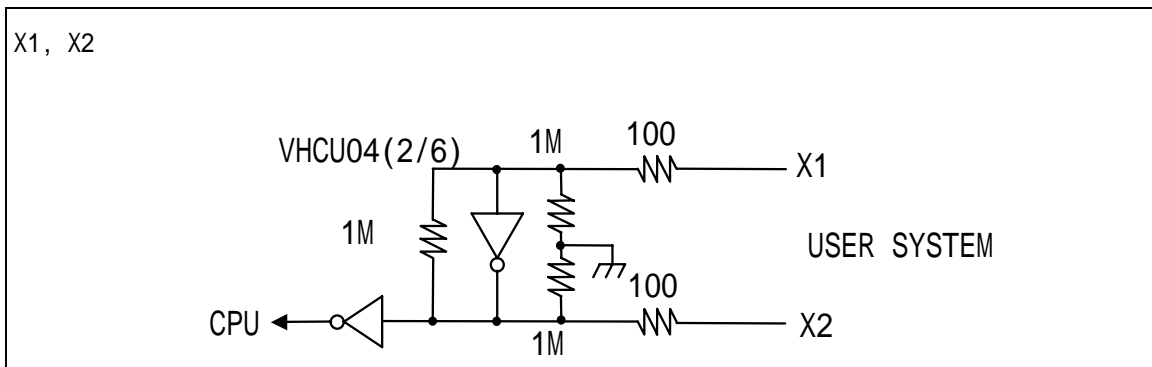 X1, X2
VHCU04(2/6)
1M
100
X1
1M
USER SYSTEM
100
CPU
1M
X2